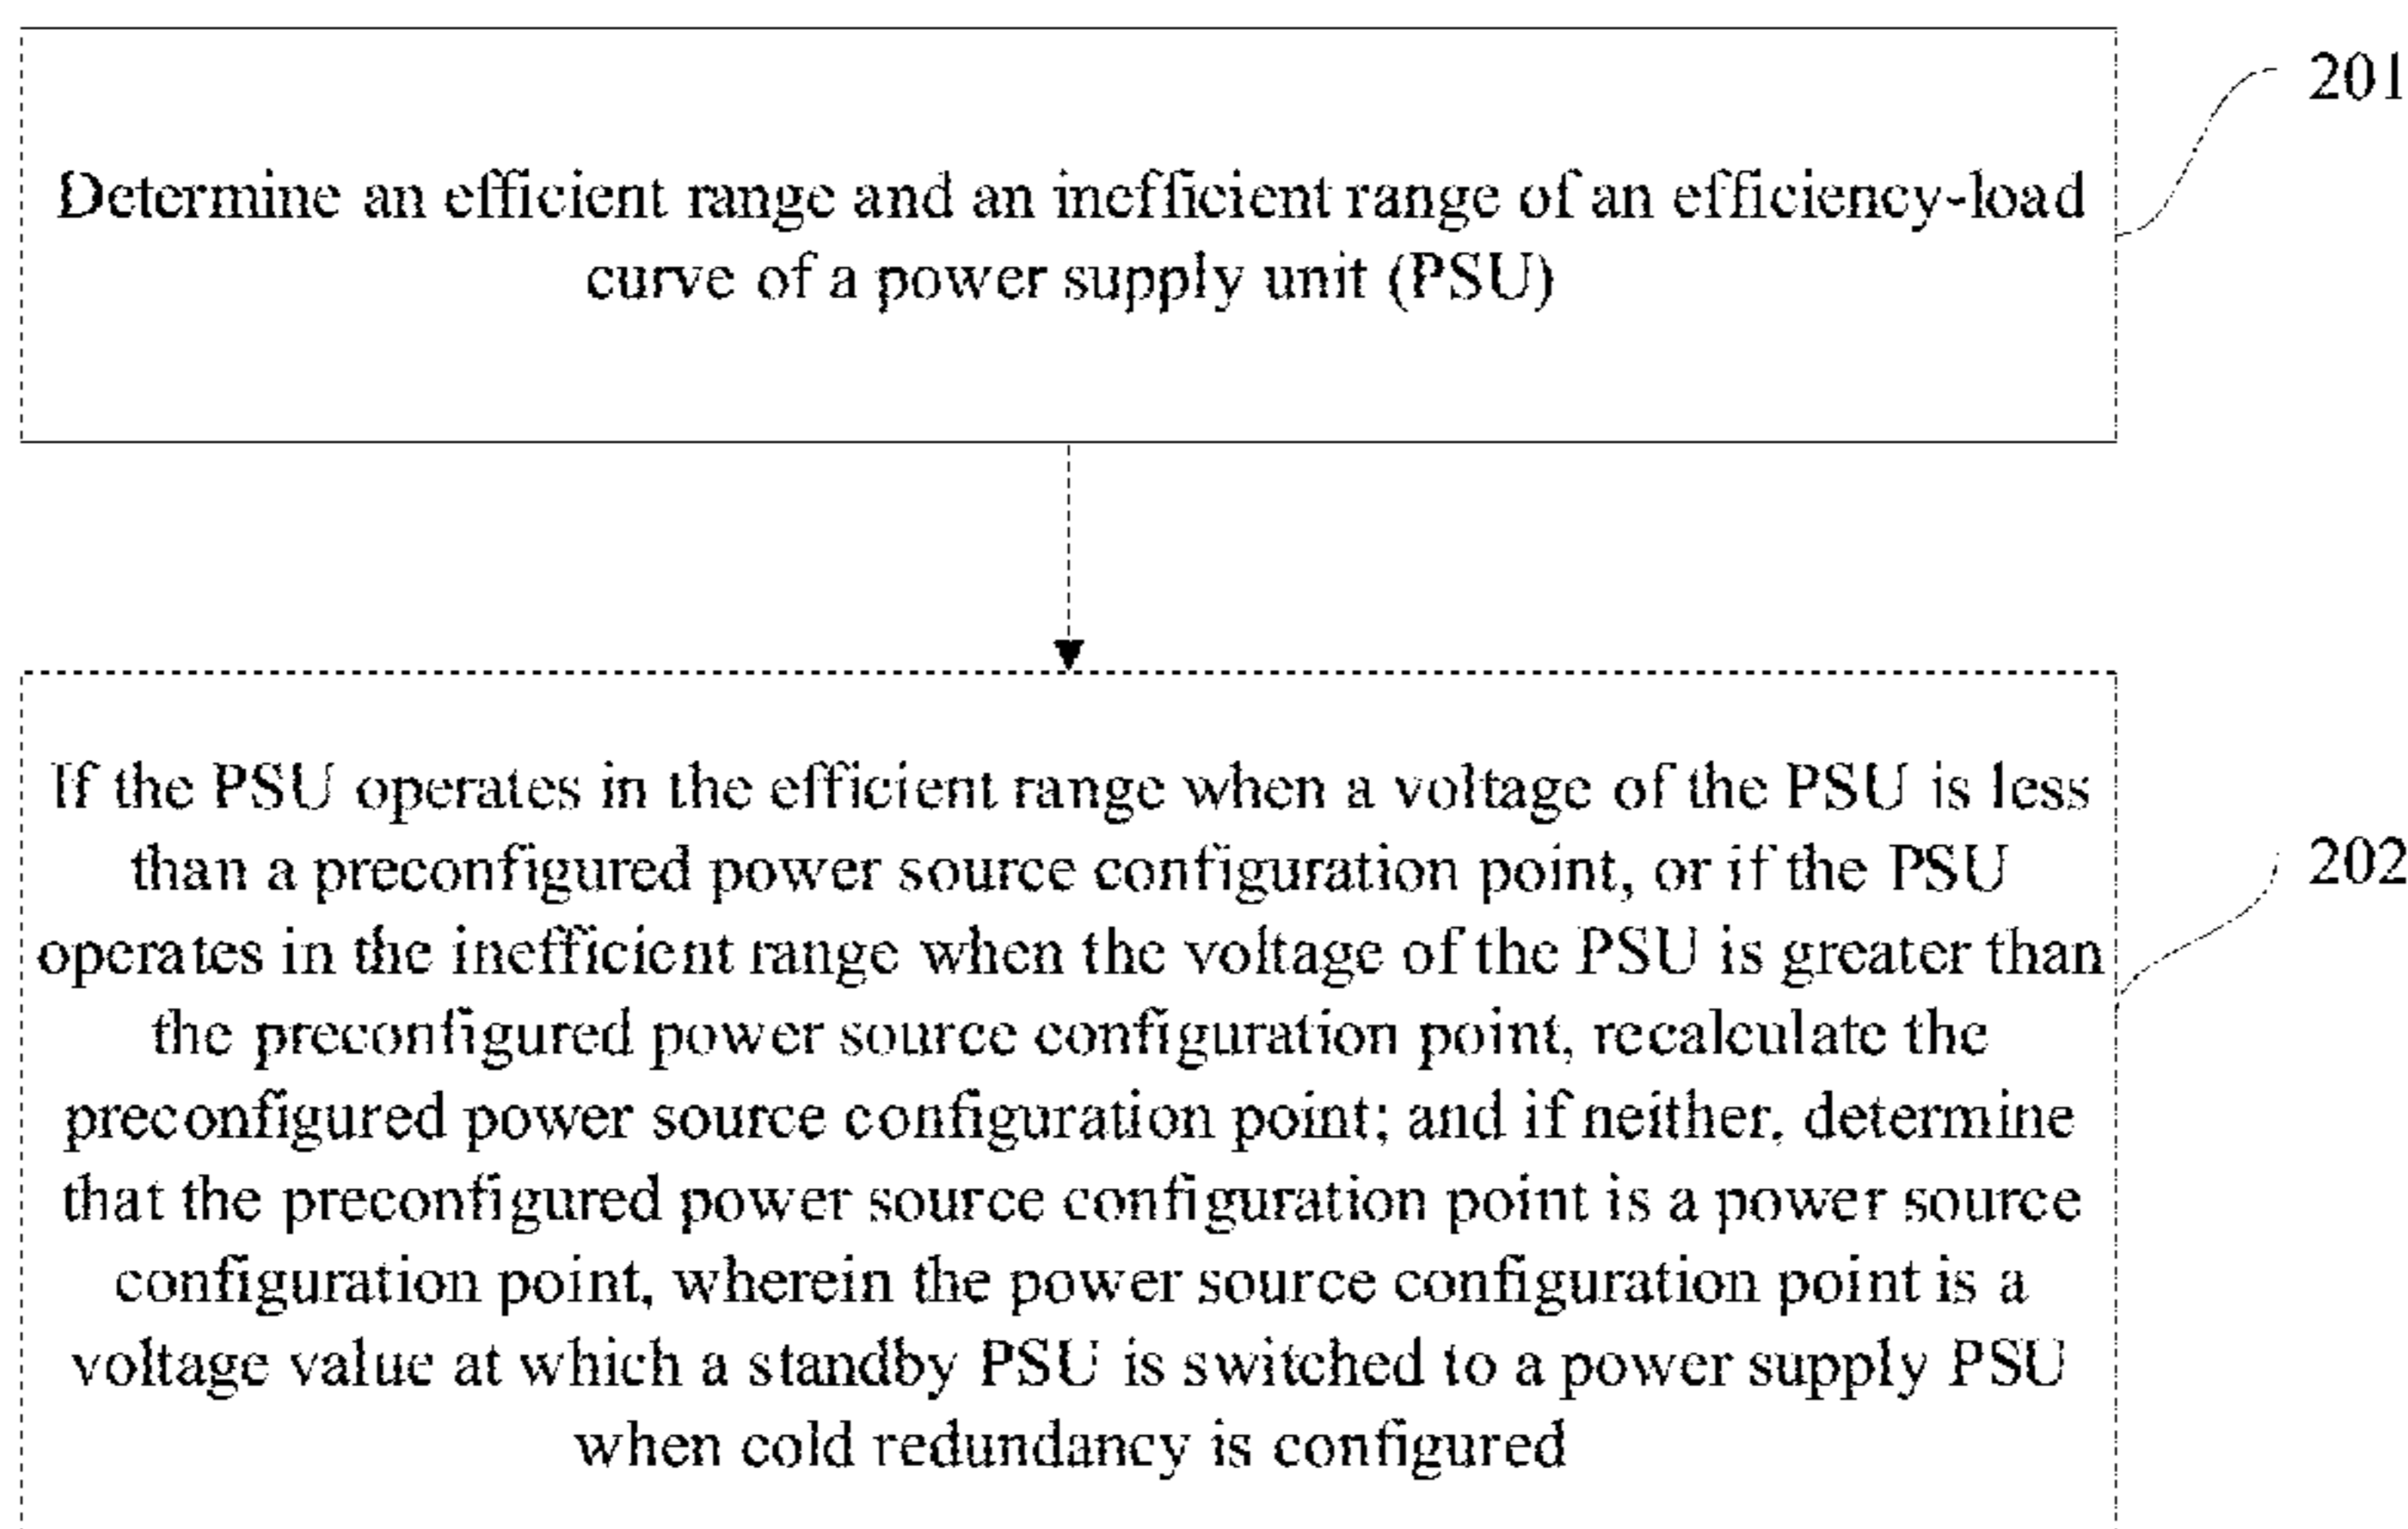 201
Determine an efficient range and an inefficient range of an efficiency-load
curve of a power supply unit (PSU)
If the PSU operates in the efficient range when a voltage of the PSU is less
than a preconfigured power source configuration point, or if the PSU
202
operates in the inefficient range when the voltage of the PSU is greater than
the preconfigured power source configuration point, recalculate the
preconfigured power source configuration point; and if neither, determine
that the preconfigured power source configuration point is a power source
configuration point, wherein the power source configuration point is a
voltage value at which a standby PSU is switched to a power supply PSU
when cold redundancy is configured